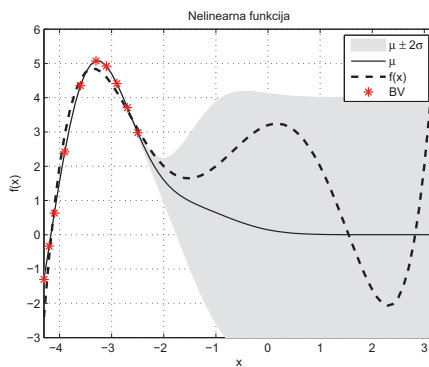 Nelinearna funkcija
6
5
4
3
2
1
0
−1
−2
−3
f(x)
−4 −3 −2 −1 0 1 2 3
x
μ ± 2σ
μ
f(x)
BV